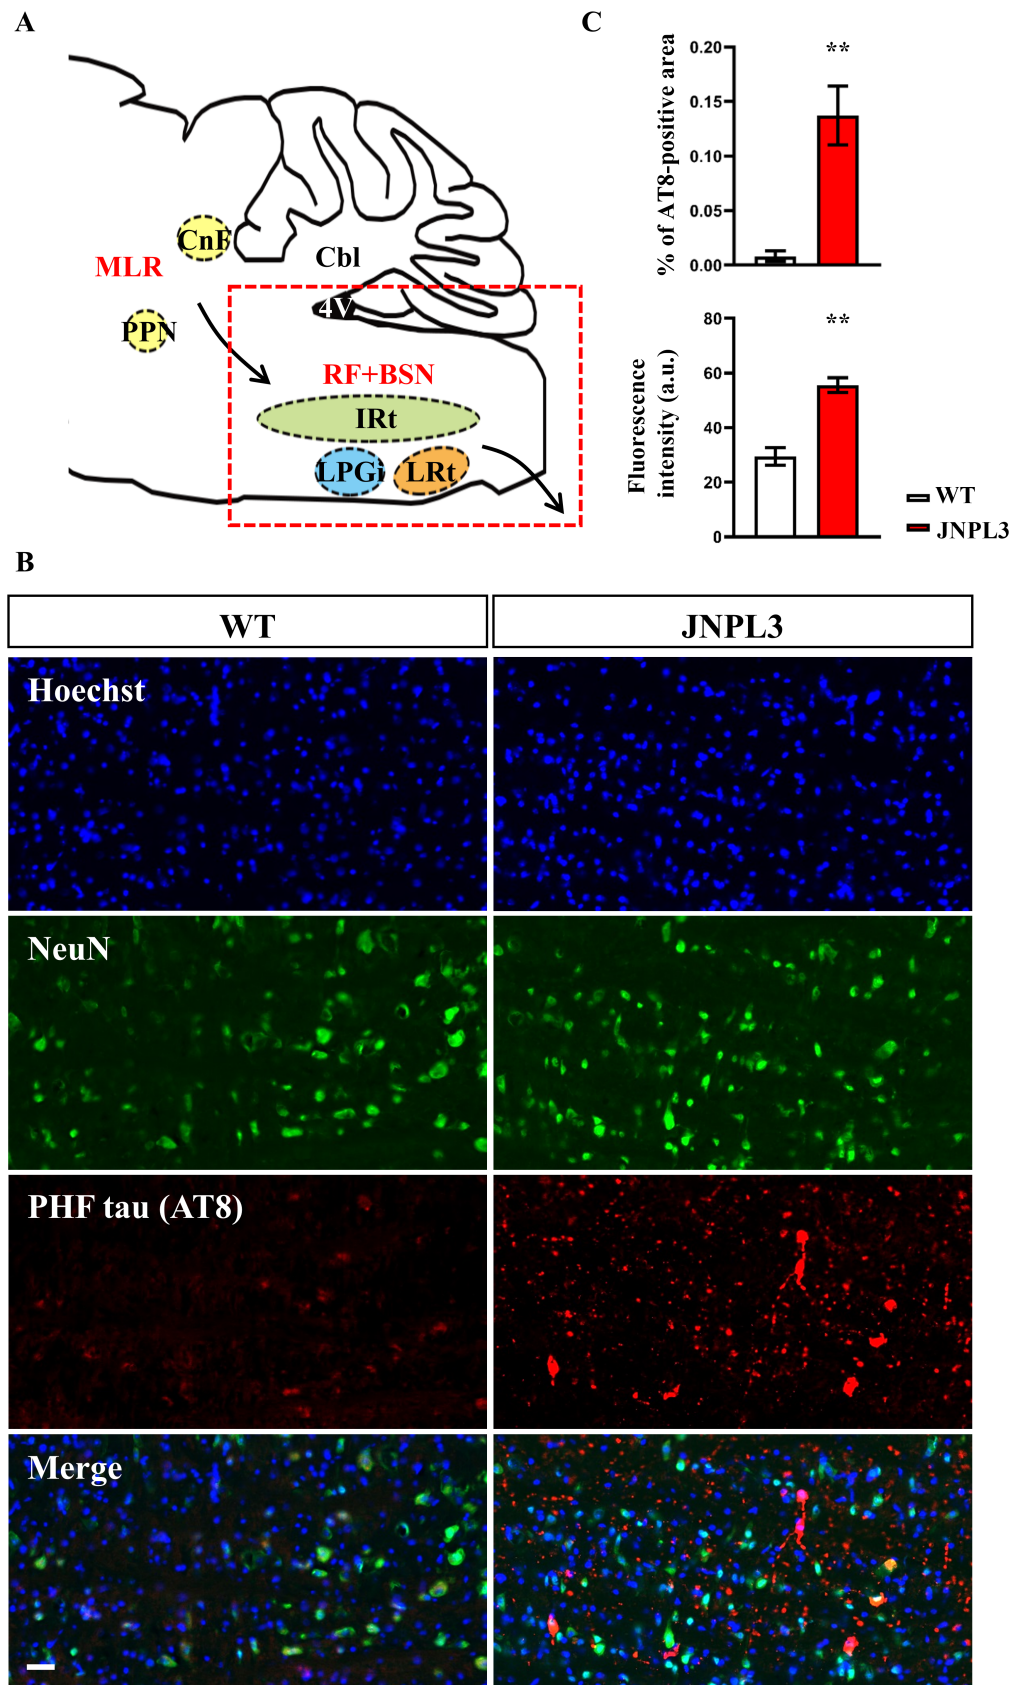 A
CnF
MLR
PPN
Cbl
4V
RF+BSN
IRt
LPGi
LRt
C
% of AT8-positive area
0.20
0.15
0.10
0.05
0.00
**
Fluorescence
intensity (a.u.)
80
60
40
20
0
**
WT
JNPL3
B
WT
JNPL3
Hoechst
NeuN
PHF tau (AT8)
Merge